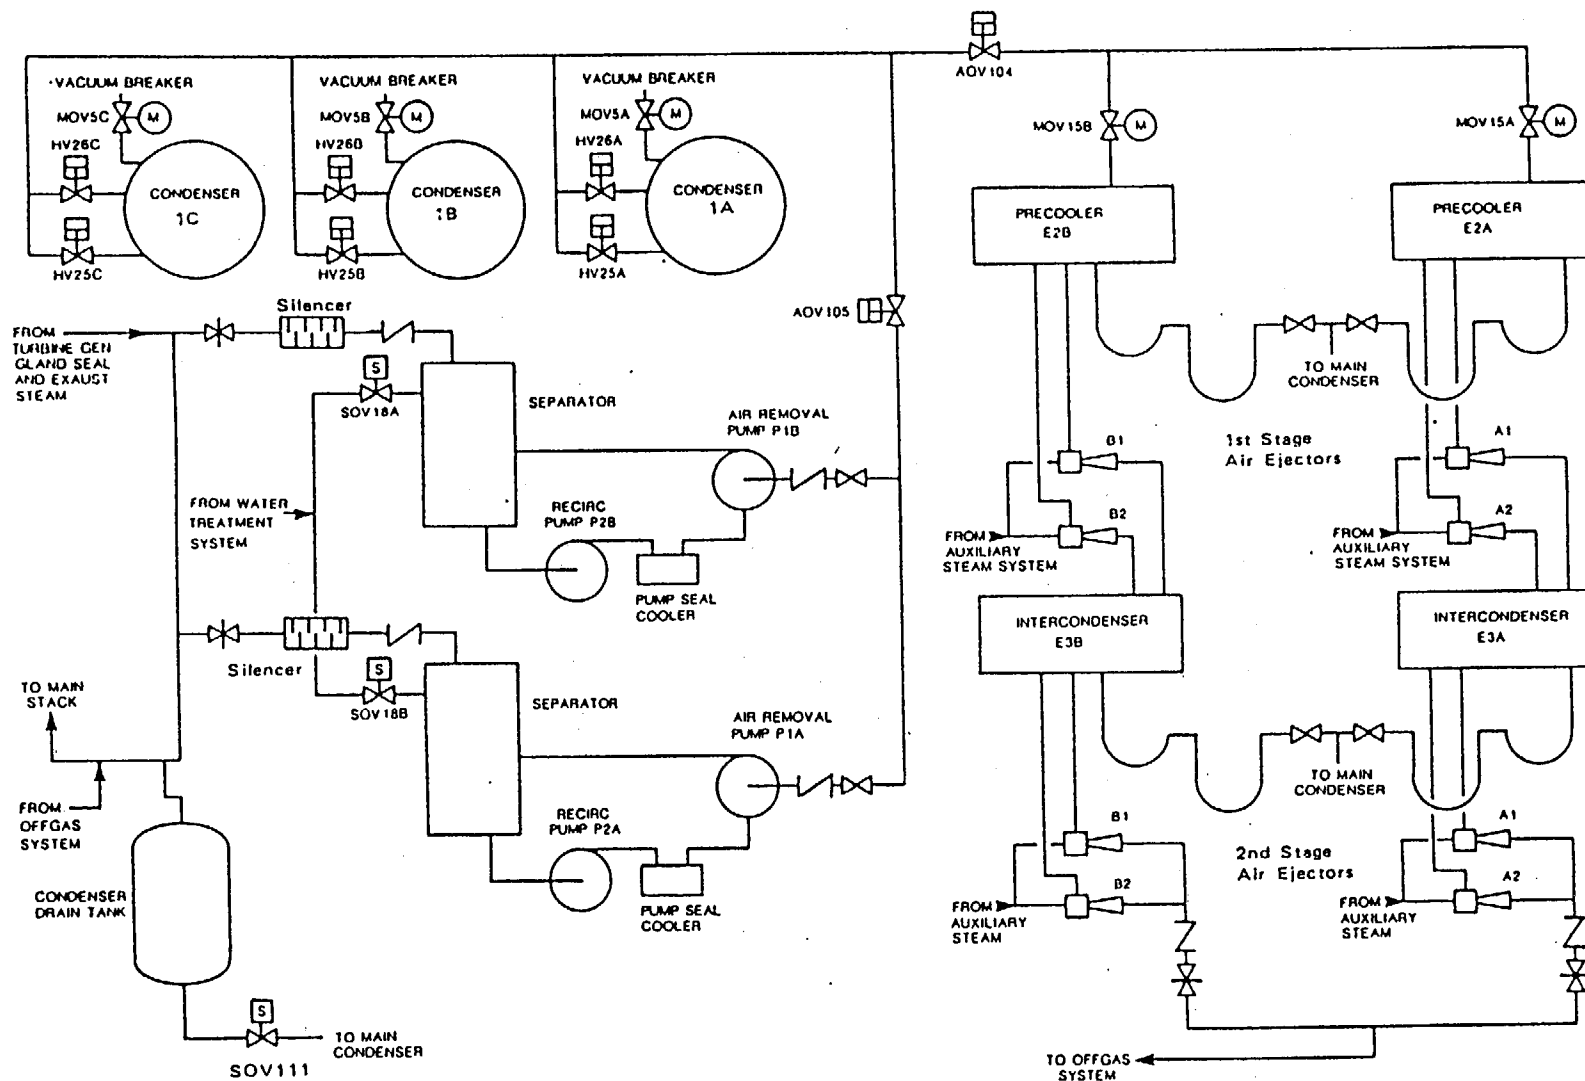 AOV104
VACUUM BREAKER
MOV5C
M
HV26C
CONDENSER
1C
HV25C
VACUUM BREAKER
MOV5B
M
HV26B
CONDENSER
1B
HV25B
VACUUM BREAKER
MOV5A
M
HV26A
CONDENSER
1A
HV25A
MOV15B
M
MOV15A
M
PRECOOLER
E2B
PRECOOLER
E2A
AOV105
Silencer
FROM
TURBINE GEN
GLAND SEAL
AND EXAUST
STEAM
S
SOV18A
SEPARATOR
AIR REMOVAL
PUMP P1B
FROM WATER
TREATMENT
SYSTEM
RECIRC
PUMP P2B
PUMP SEAL
COOLER
TO MAIN
CONDENSER
1st Stage
Air Ejectors
B1
B2
FROM
AUXILIARY
STEAM SYSTEM
A1
A2
FROM
AUXILIARY
STEAM SYSTEM
INTERCONDENSER
E3B
INTERCONDENSER
E3A
Silencer
S
SOV18B
SEPARATOR
AIR REMOVAL
PUMP P1A
RECIRC
PUMP P2A
PUMP SEAL
COOLER
TO MAIN
STACK
FROM
OFFGAS
SYSTEM
CONDENSER
DRAIN TANK
S
SOV111
TO MAIN
CONDENSER
TO MAIN
CONDENSER
2nd Stage
Air Ejectors
B1
B2
FROM
AUXILIARY
STEAM
A1
A2
FROM
AUXILIARY
STEAM
TO OFFGAS
SYSTEM